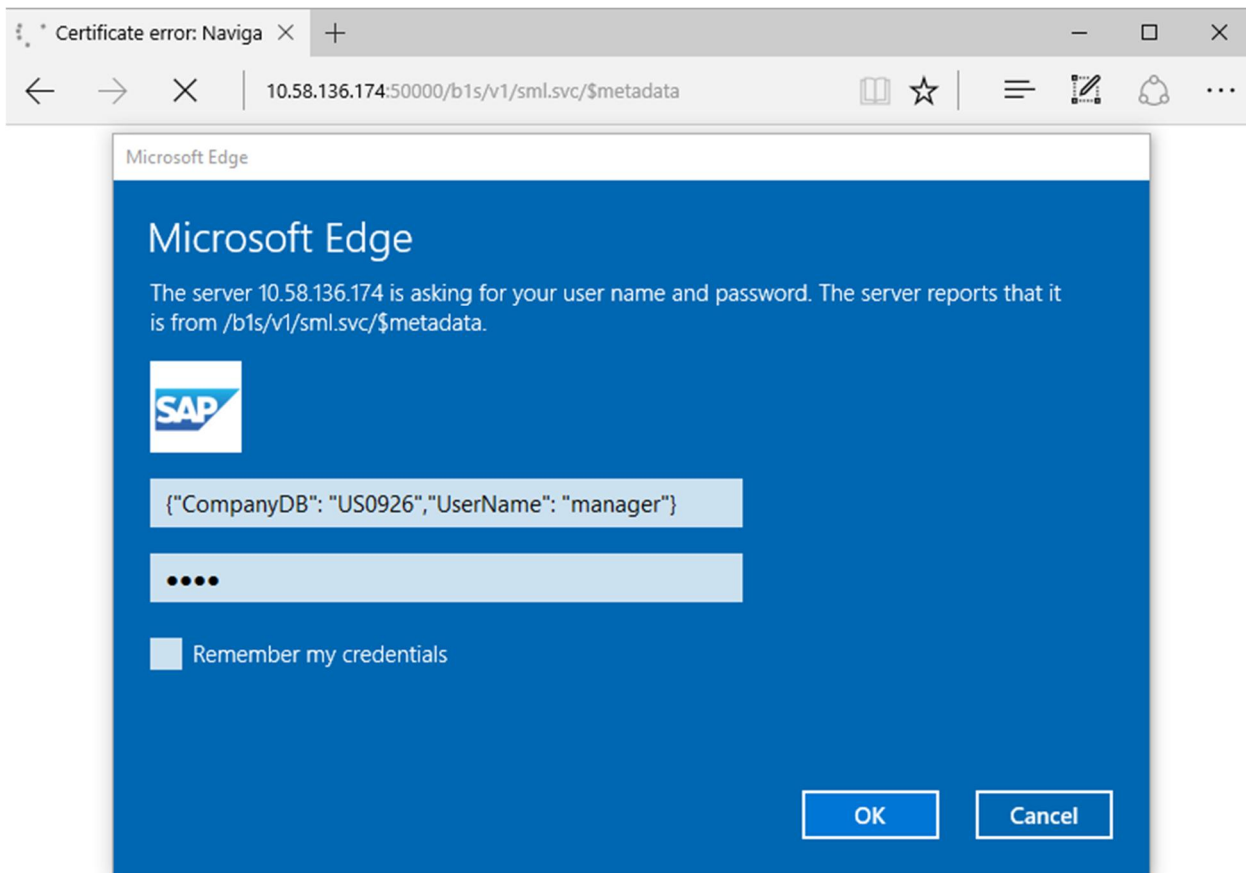 Certificate error: Naviga
10.58.136.174:50000/b1s/v1/sml.svc/$metadata
Microsoft Edge
Microsoft Edge
The server 10.58.136.174 is asking for your user name and password. The server reports that it
is from /b1s/v1/sml.svc/$metadata.
SAP
{"CompanyDB": "US0926","UserName": "manager"}
••••
Remember my credentials
OK Cancel